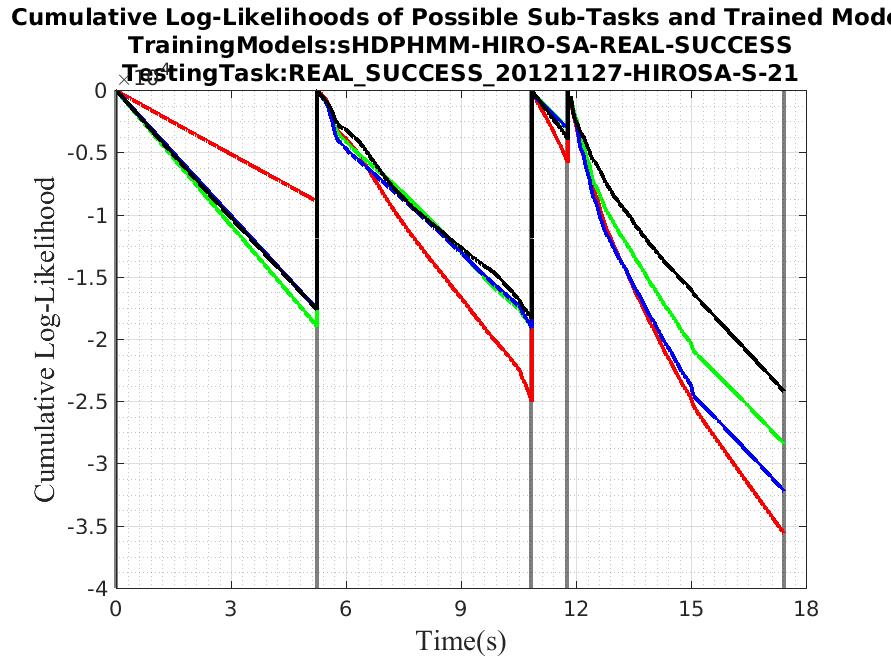 Cumulative Log-Likelihoods of Possible Sub-Tasks and Trained Mode
TrainingModels:sHDPHMM-HIRO-SA-REAL-SUCCESS
TestingTask:REAL_SUCCESS_20121127-HIROSA-S-21
×10^4
0
-0.5
-1
-1.5
-2
-2.5
-3
-3.5
-4
Cumulative Log-Likelihood
0 3 6 9 12 15 18
Time(s)